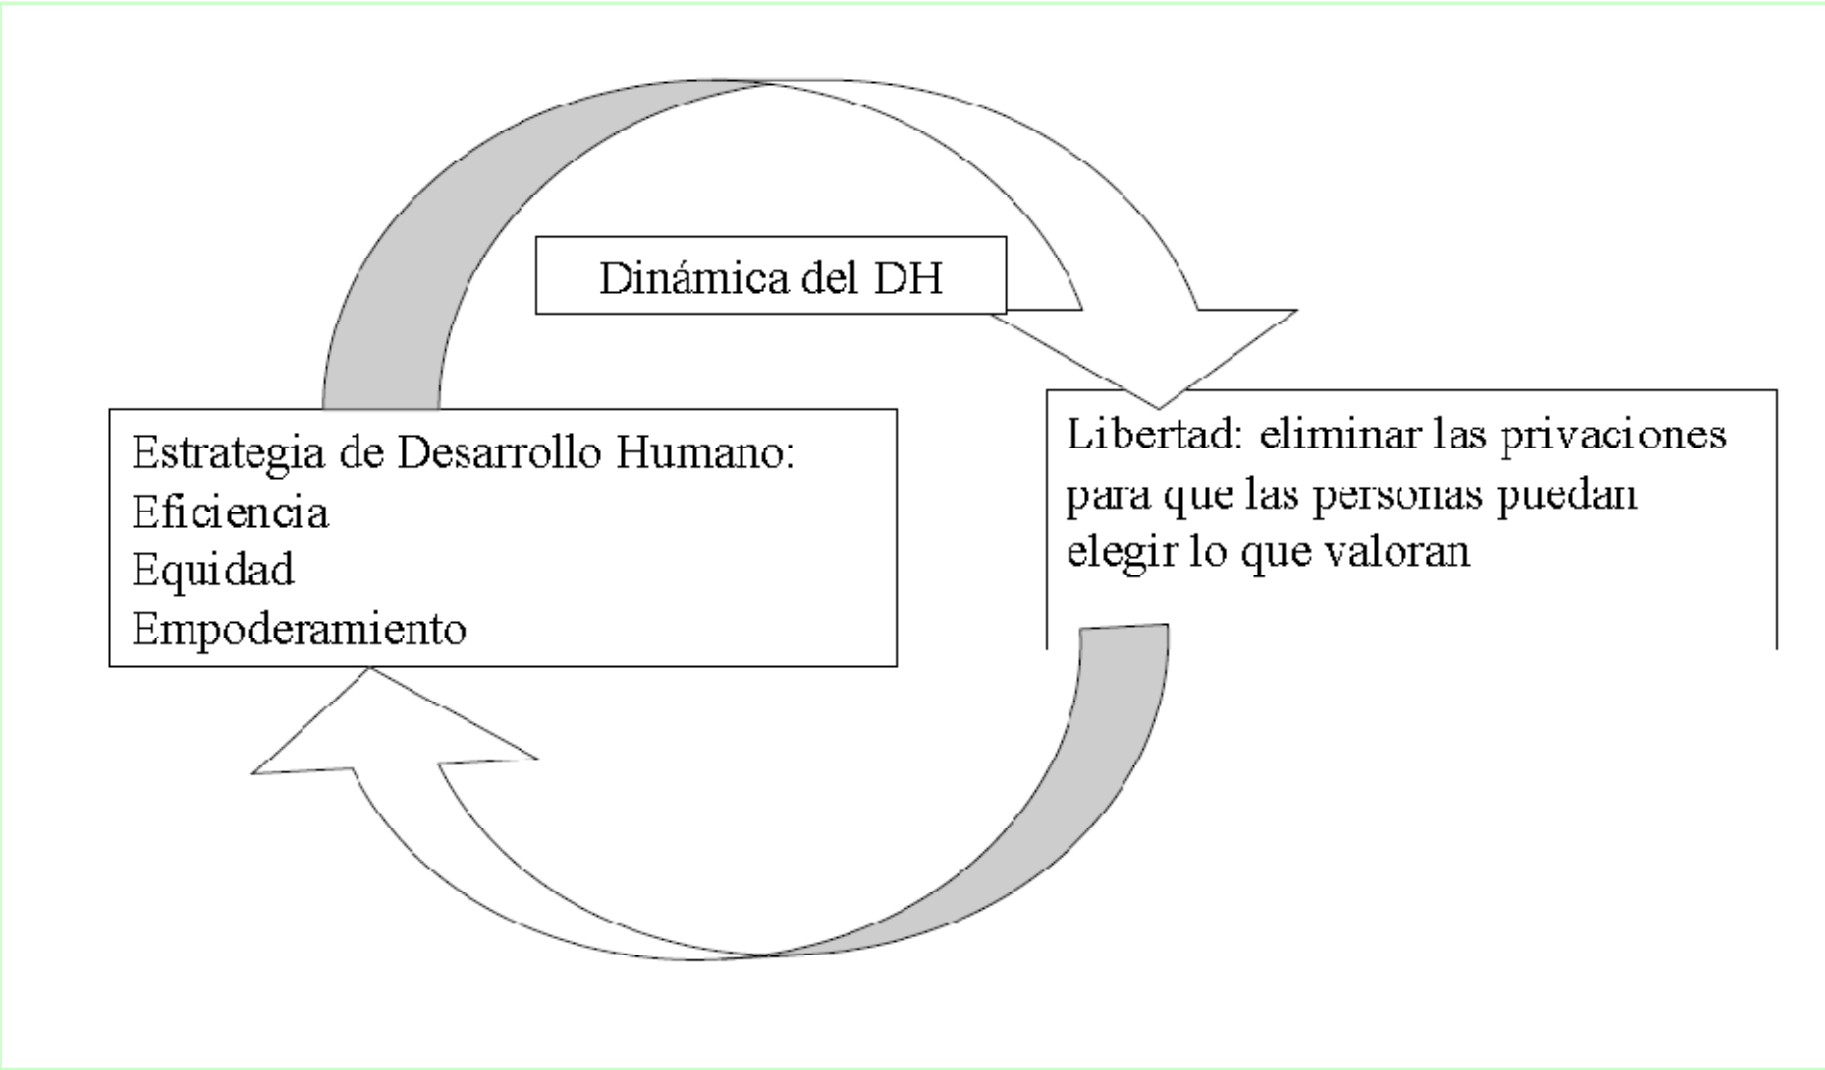 Dinámica del DH
Estrategia de Desarrollo Humano:
Eficiencia
Equidad
Empoderamiento
Libertad: eliminar las privaciones
para que las personas puedan
elegir lo que valoran